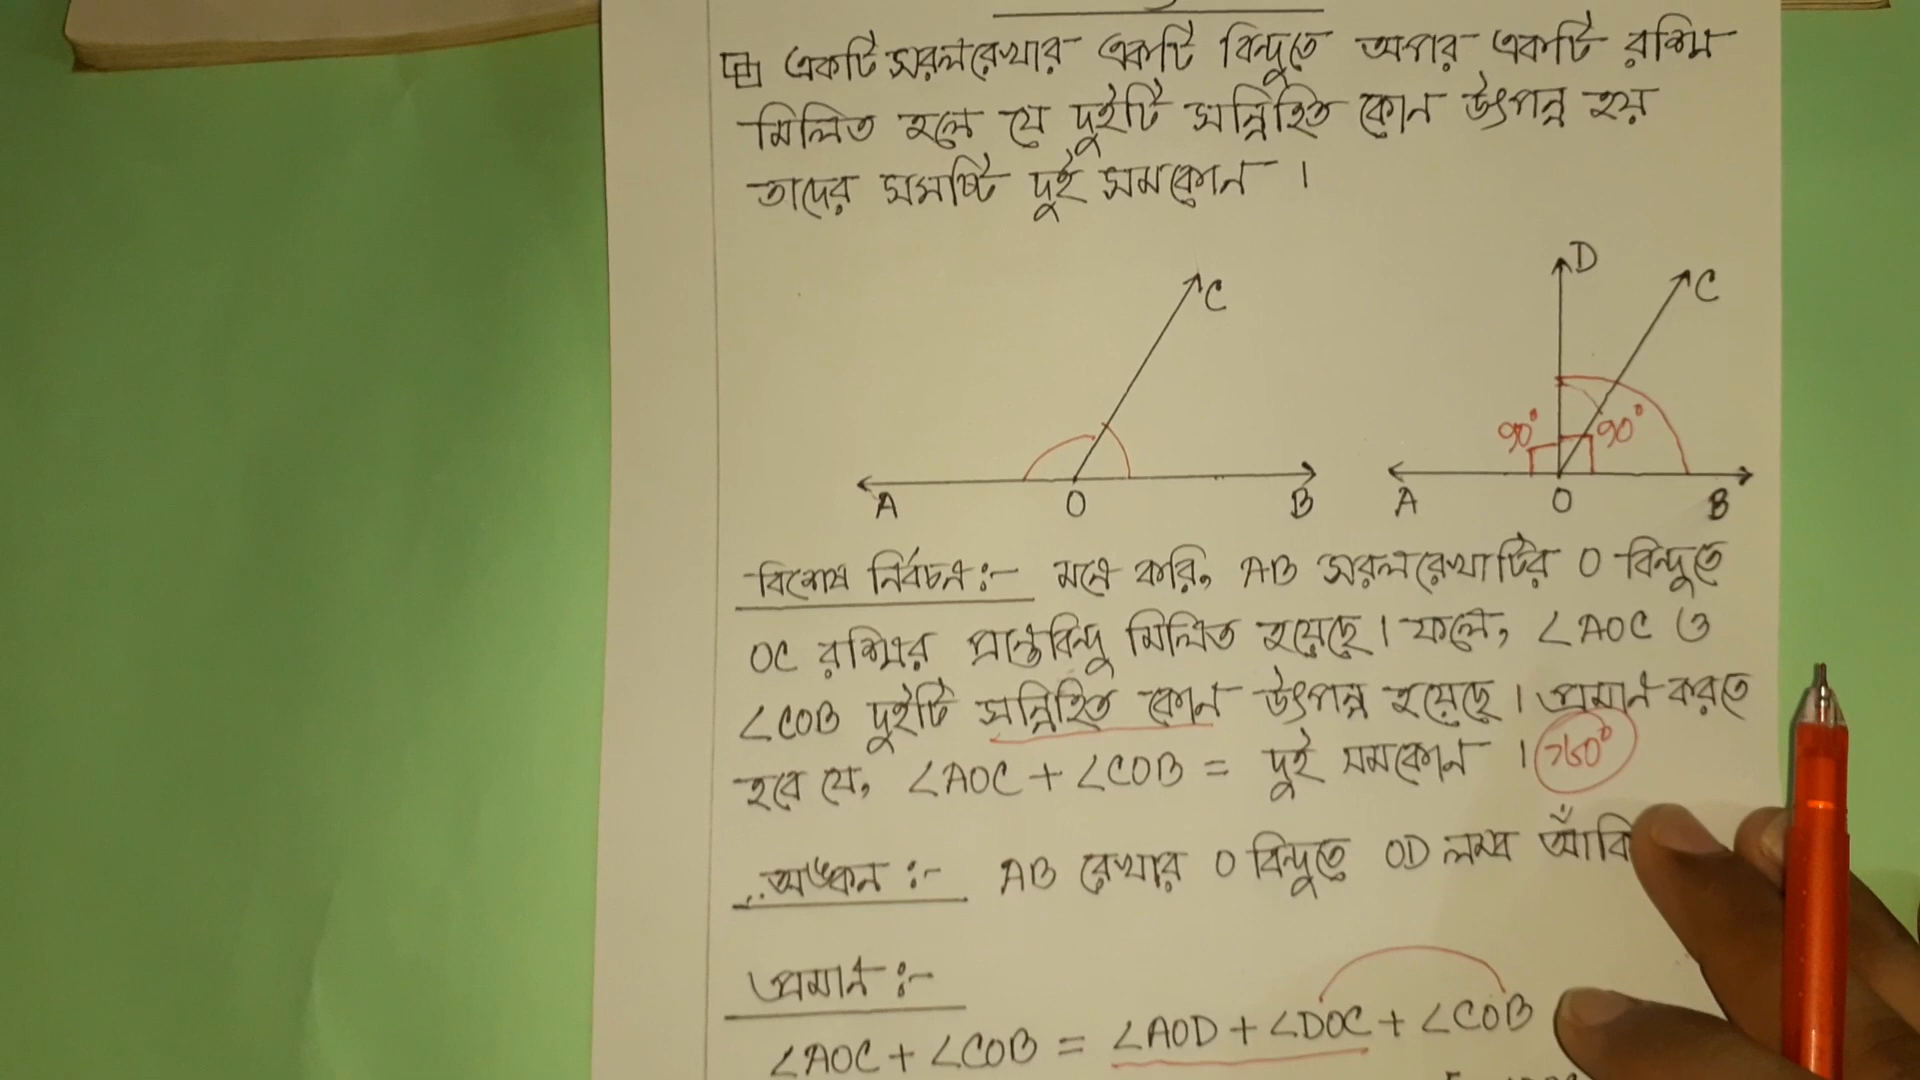 একটি সরলরেখার একটি বিন্দুতে অপর একটি রশ্মি
মিলিত হলে যে দুইটি সন্নিহিত কোন উৎপন্ন হয়
তাদের সমষ্টি দুই সমকোন ।
C
A O B
D
C
90° 90°
A O B
বিশেষ নির্বচন :- মনে করি, AB সরলরেখাটির O বিন্দুতে
OC রশ্মির প্রান্তবিন্দু মিলিত হয়েছে । ফলে, ∠AOC ও
∠COB দুইটি সন্নিহিত কোন উৎপন্ন হয়েছে । প্রমান করতে
হবে যে, ∠AOC + ∠COB = দুই সমকোন ।
অঙ্কন :- AB রেখার O বিন্দুতে OD লম্ব আঁকি
প্রমান :-
∠AOC + ∠COB = ∠AOD + ∠DOC + ∠COB